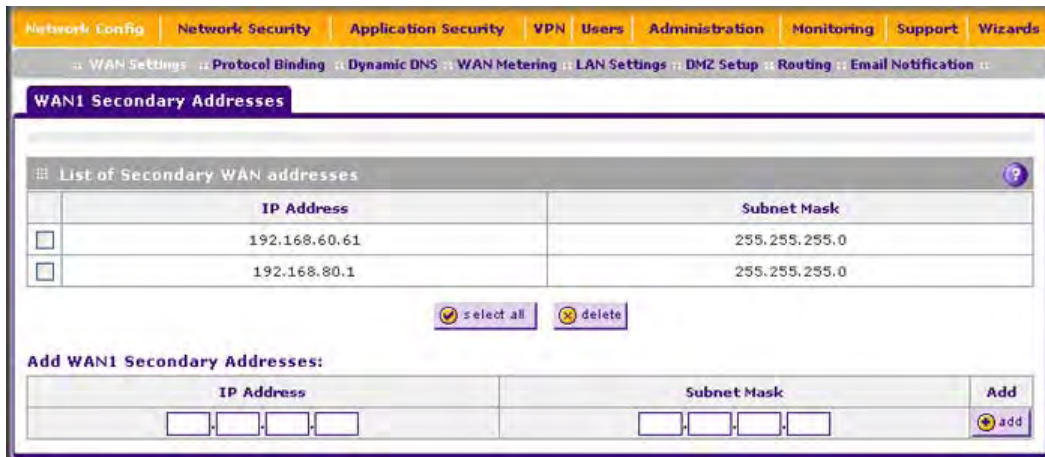 Network Config Network Security Application Security VPN Users Administration Monitoring Support Wizards
:: WAN Settings :: Protocol Binding :: Dynamic DNS :: WAN Metering :: LAN Settings :: DMZ Setup :: Routing :: Email Notification ::
WAN1 Secondary Addresses
List of Secondary WAN addresses ?
IP Address Subnet Mask
192.168.60.61 255.255.255.0
192.168.80.1 255.255.255.0
select all delete
Add WAN1 Secondary Addresses:
IP Address Subnet Mask Add
. . . . . . add